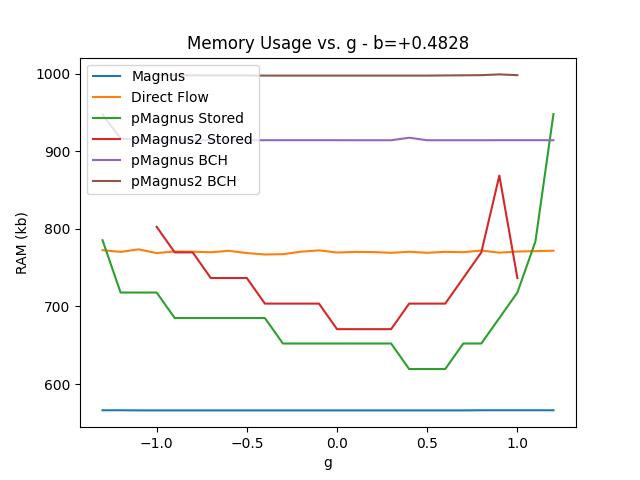 Memory Usage vs. g - b=+0.4828
1000
900
800
700
600
RAM (kb)
Magnus
Direct Flow
pMagnus Stored
pMagnus2 Stored
pMagnus BCH
pMagnus2 BCH
−1.0
−0.5
0.0
0.5
1.0
g